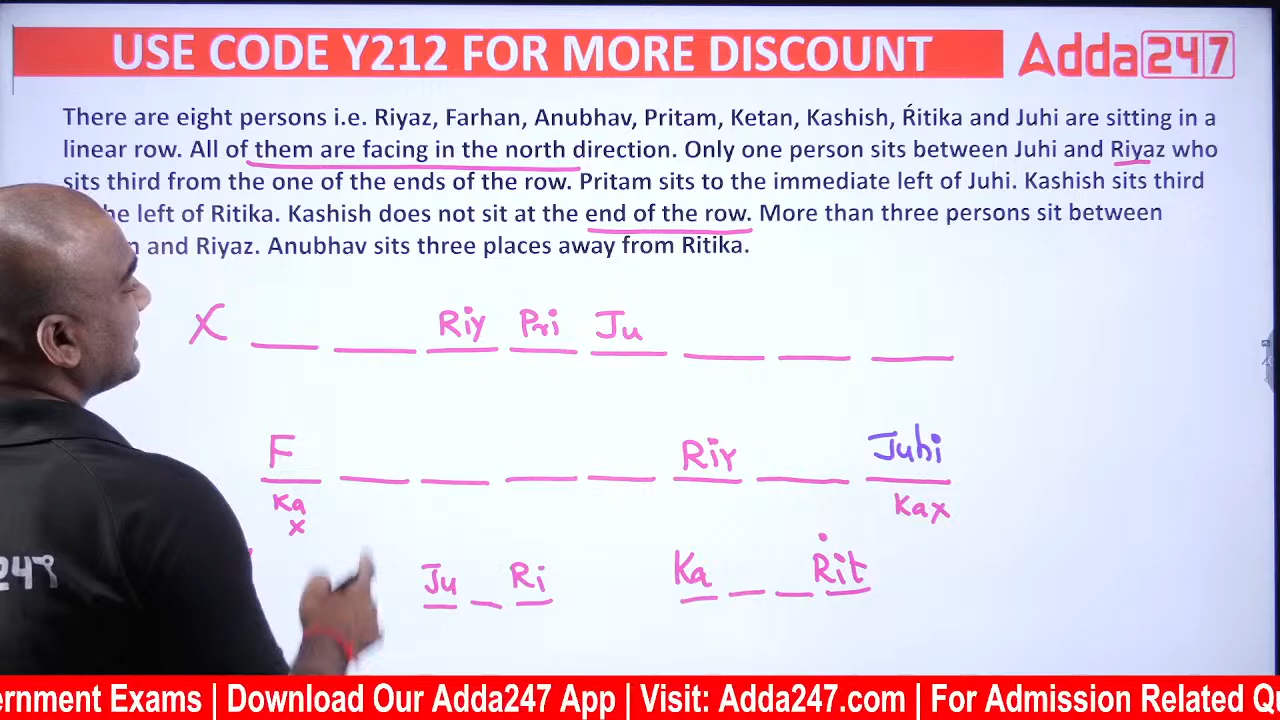 USE CODE Y212 FOR MORE DISCOUNT
Adda 247
There are eight persons i.e. Riyaz, Farhan, Anubhav, Pritam, Ketan, Kashish, Ritika and Juhi are sitting in a
linear row. All of them are facing in the north direction. Only one person sits between Juhi and Riyaz who
sits third from the one of the ends of the row. Pritam sits to the immediate left of Juhi. Kashish sits third
left of Ritika. Kashish does not sit at the end of the row. More than three persons sit between
and Riyaz. Anubhav sits three places away from Ritika.
X Riy Pri Ju
F Riy Juhi
Ka Kax
x
Ju Ri Ka Rit
247
ernment Exams | Download Our Adda247 App | Visit: Adda247.com | For Admission Related Qu